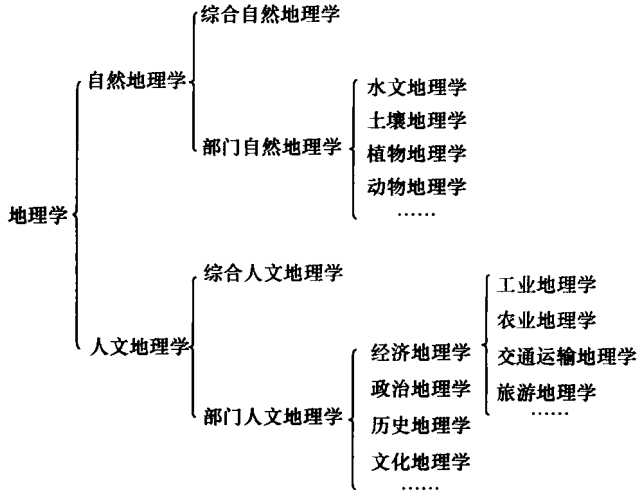 地理学
自然地理学
综合自然地理学
部门自然地理学
水文地理学
土壤地理学
植物地理学
动物地理学
……
人文地理学
综合人文地理学
部门人文地理学
经济地理学
工业地理学
农业地理学
交通运输地理学
旅游地理学
……
政治地理学
历史地理学
文化地理学
……